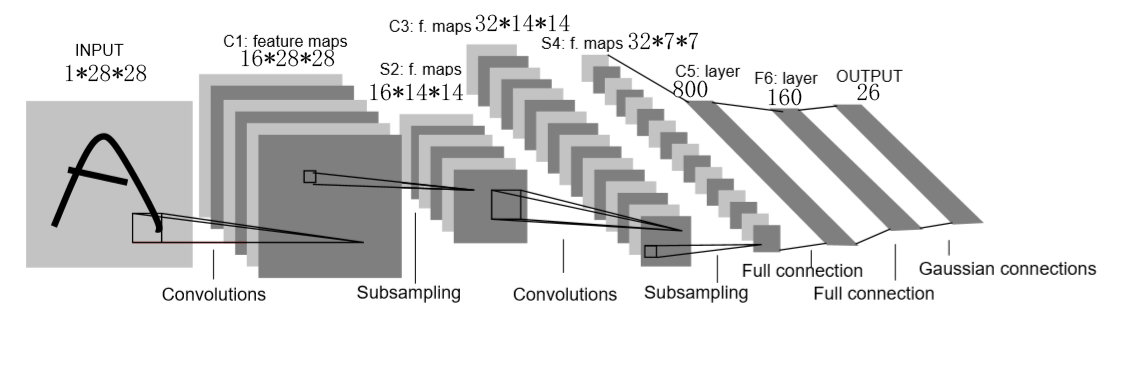 INPUT
1*28*28
C1: feature maps
16*28*28
S2: f. maps
16*14*14
C3: f. maps 32*14*14
S4: f. maps 32*7*7
C5: layer
800
F6: layer
160
OUTPUT
26
Convolutions
Subsampling
Convolutions
Subsampling
Full connection
Full connection
Gaussian connections